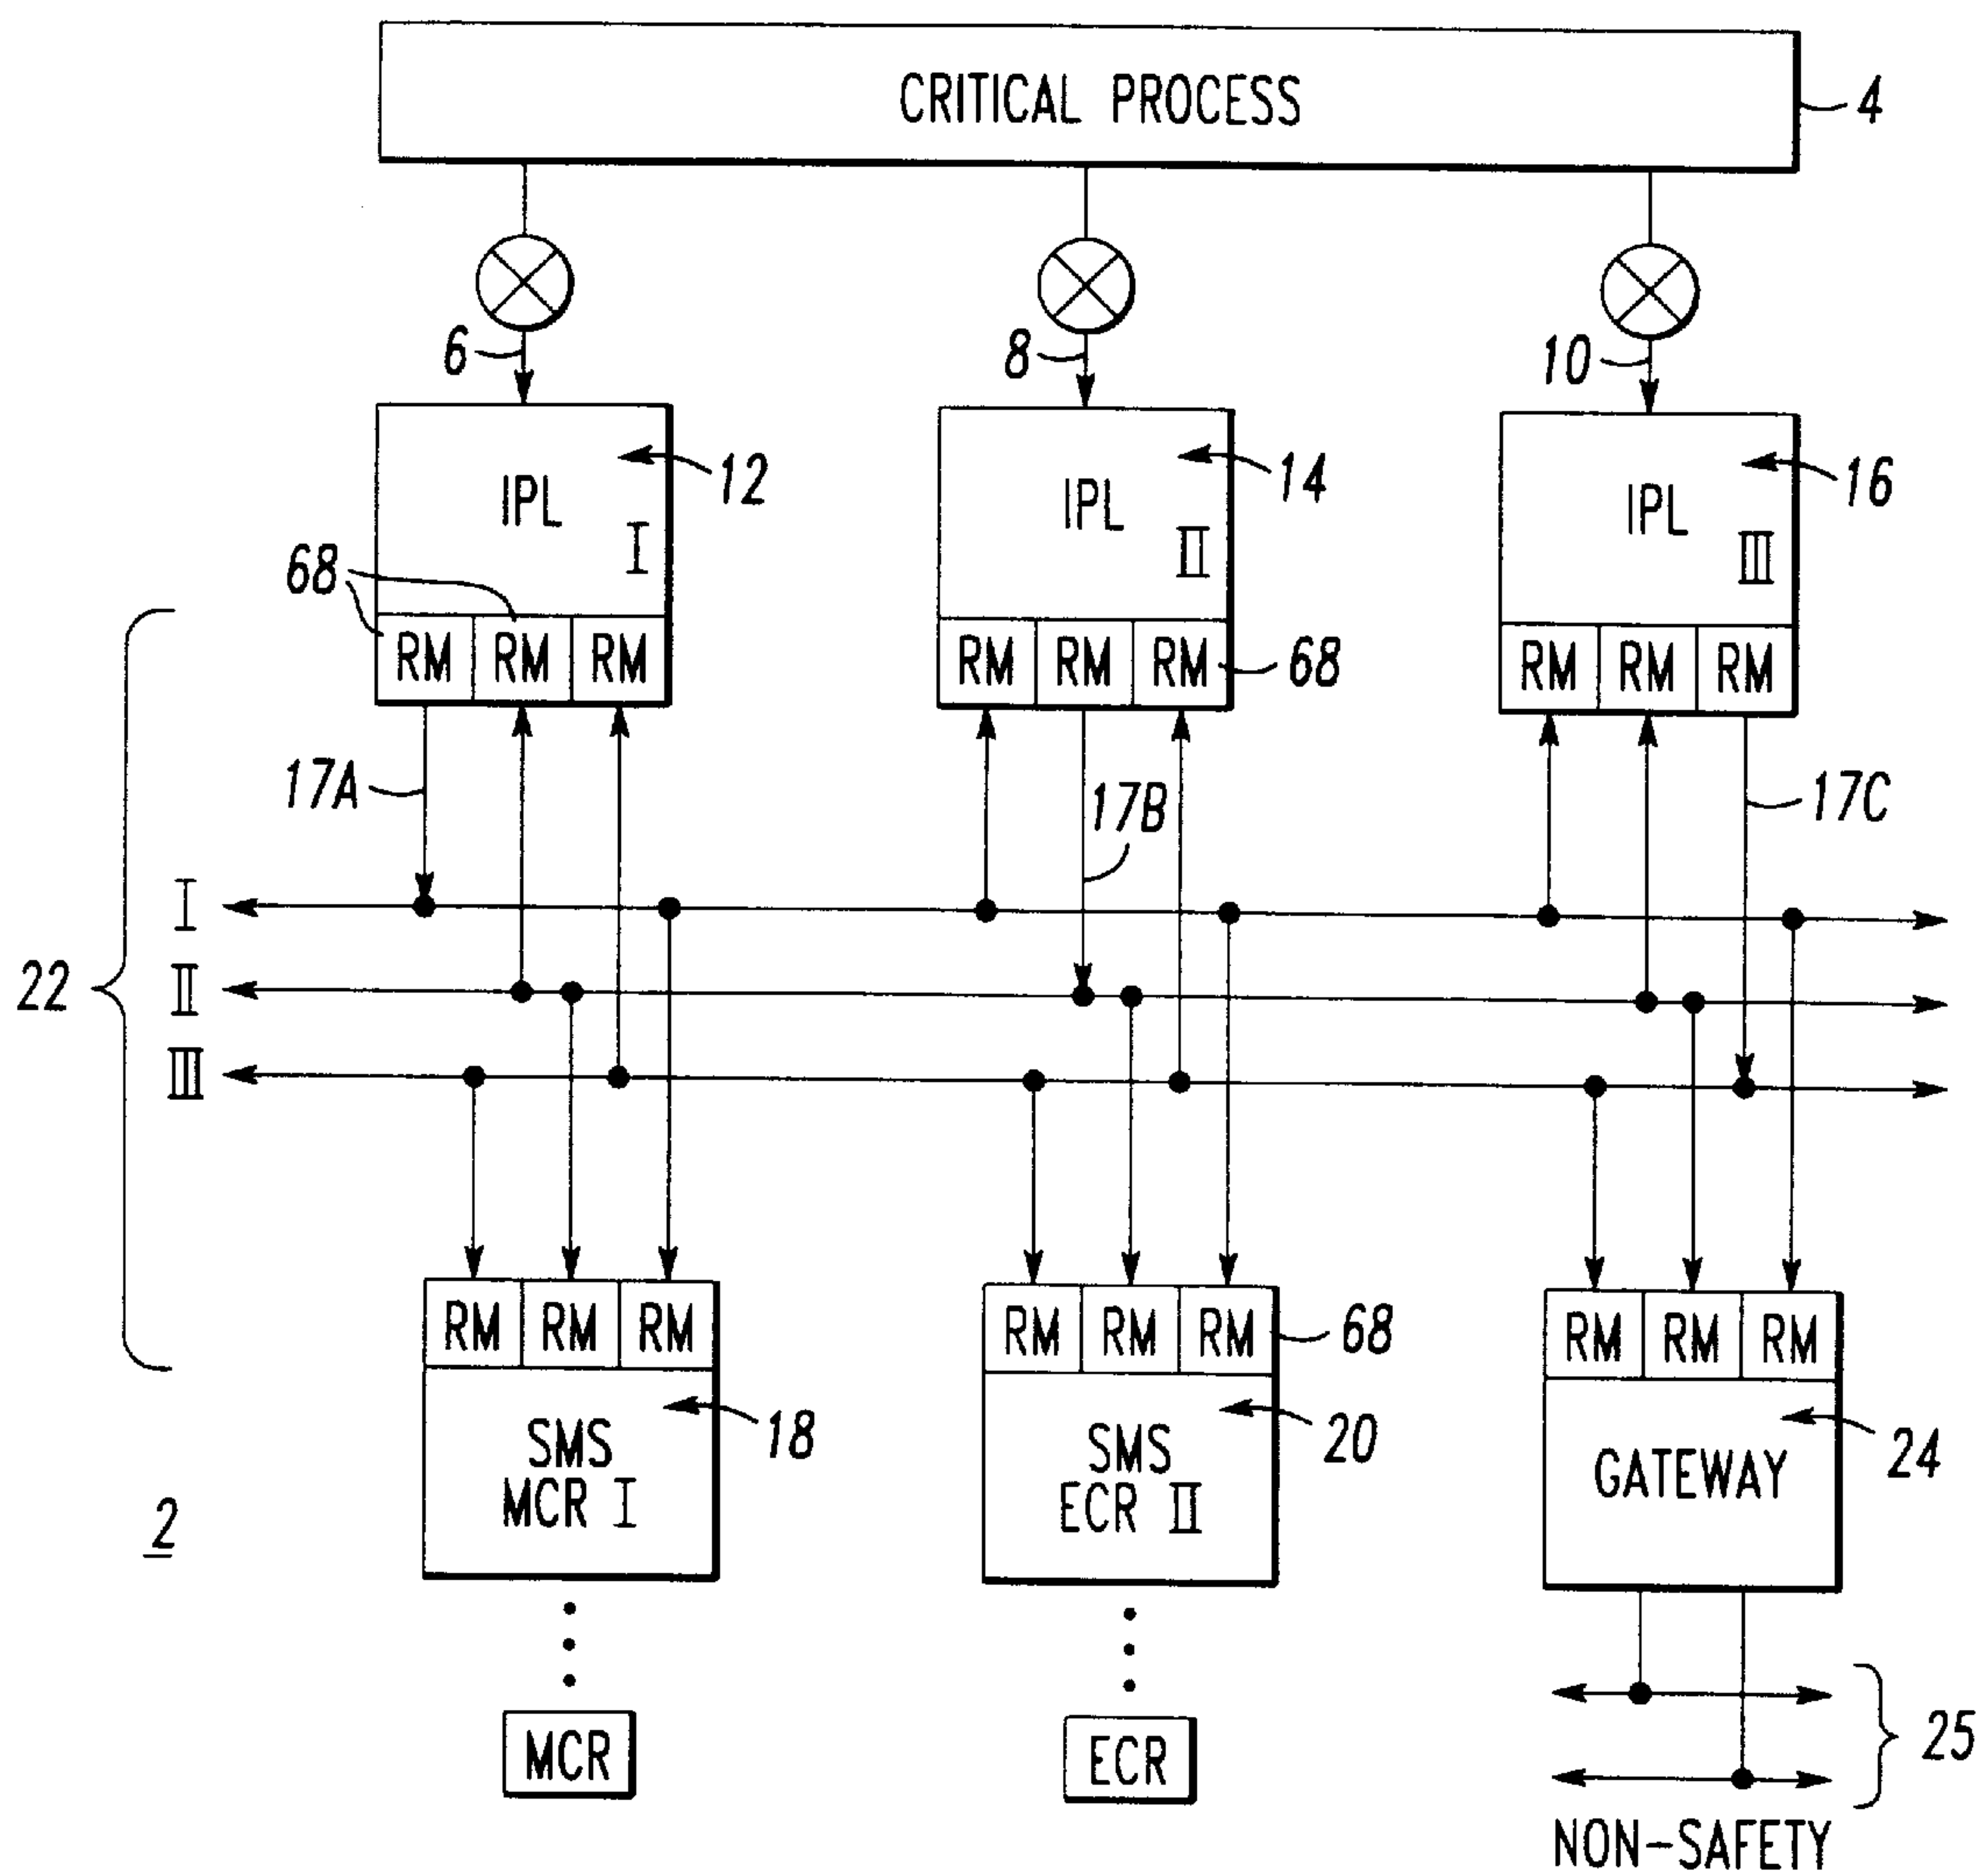 CRITICAL PROCESS
4
6
8
10
IPL
I
12
IPL
II
14
IPL
III
16
68
RM RM RM
RM RM RM
68
RM RM RM
17A
17B
17C
I
II
III
22
RM RM RM
RM RM RM
68
RM RM RM
SMS
MCR I
18
SMS
ECR II
20
GATEWAY
24
2
MCR
ECR
25
NON-SAFETY